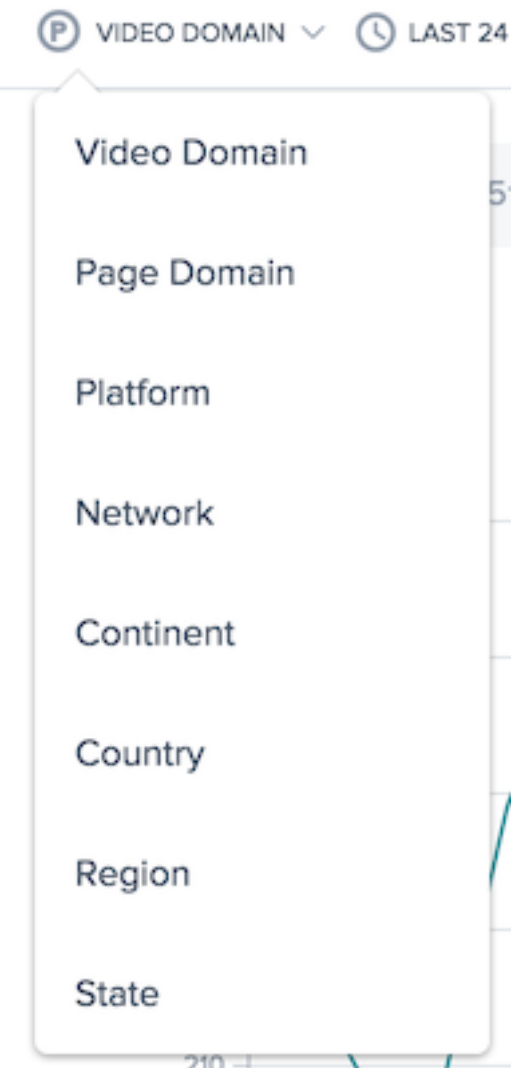 P VIDEO DOMAIN LAST 24
Video Domain
Page Domain
Platform
Network
Continent
Country
Region
State
210